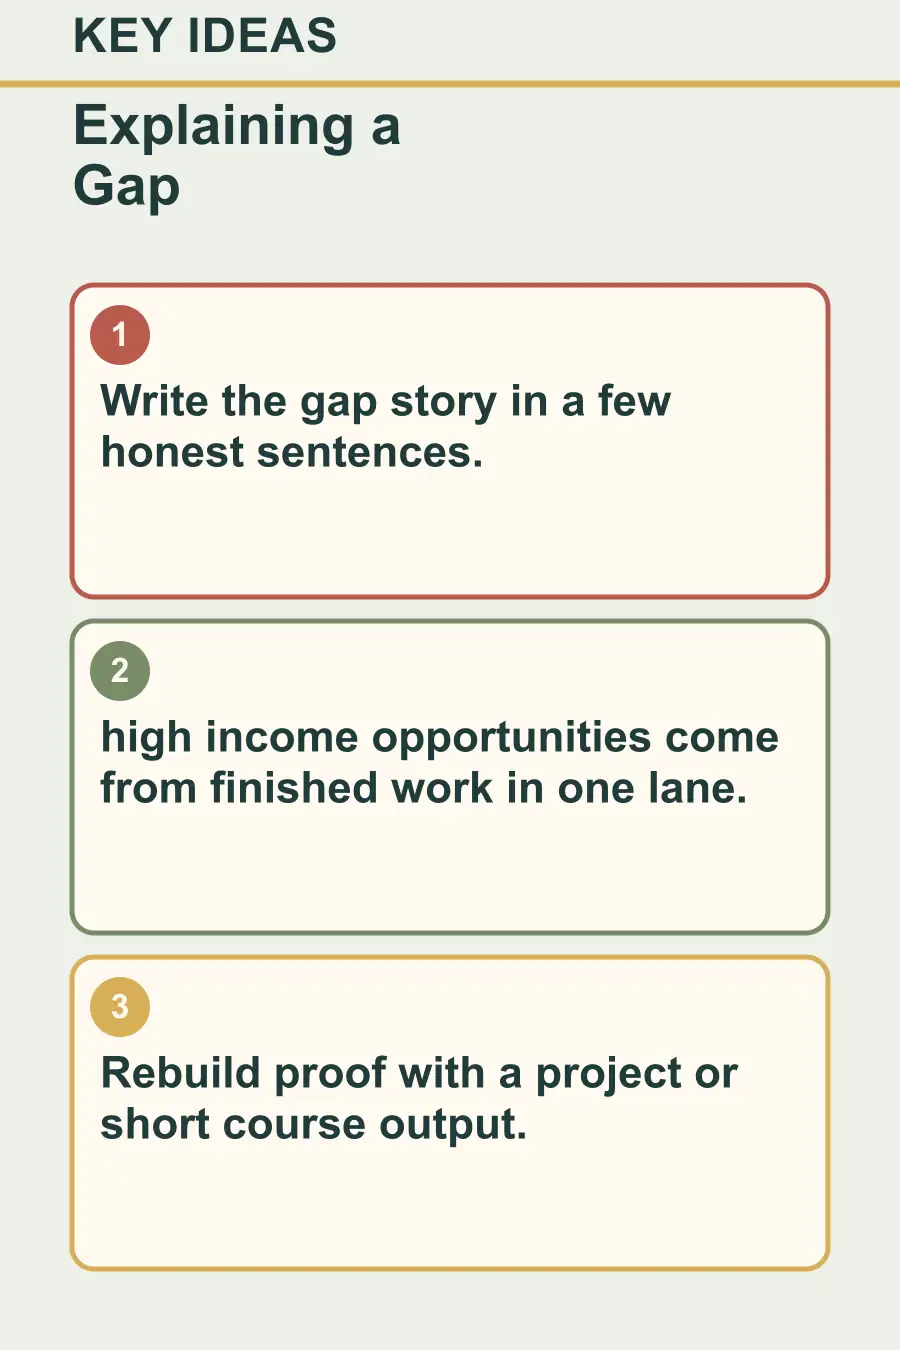 KEY IDEAS
Explaining a
Gap
1
Write the gap story in a few
honest sentences.
2
high income opportunities come
from finished work in one lane.
3
Rebuild proof with a project or
short course output.